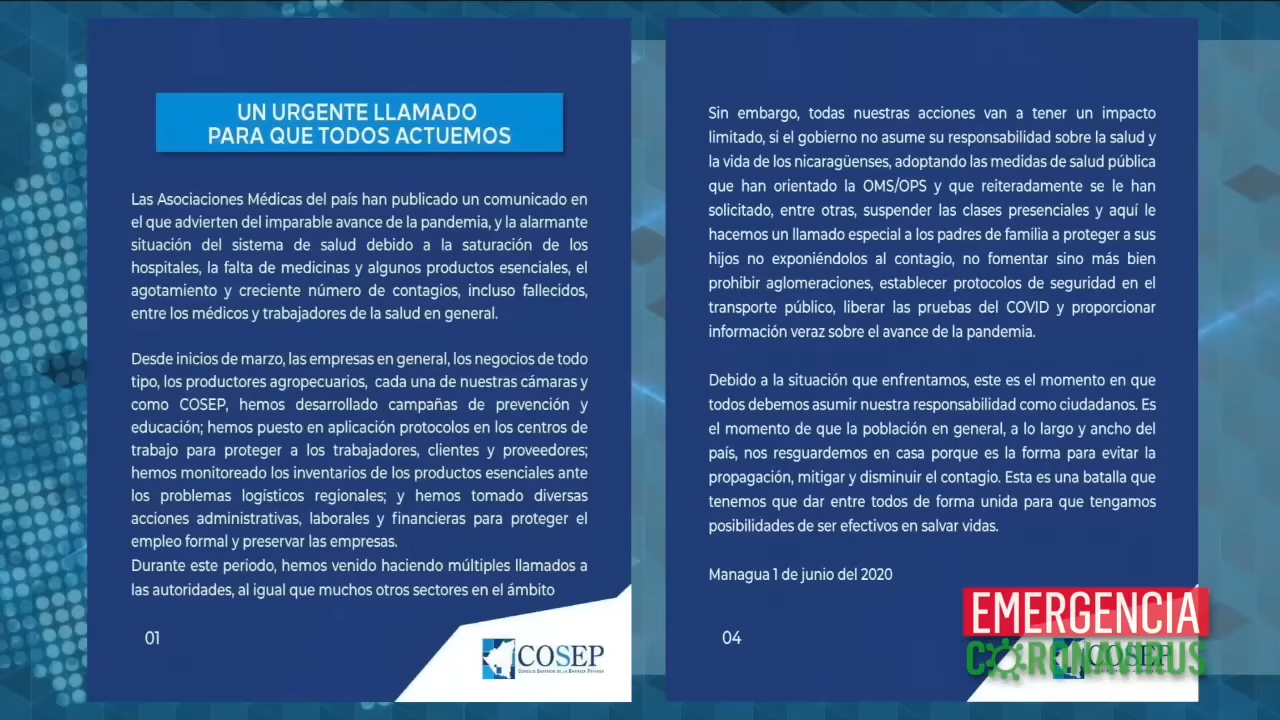 UN URGENTE LLAMADO
PARA QUE TODOS ACTUEMOS
Las Asociaciones Médicas del país han publicado un comunicado en
el que advierten del imparable avance de la pandemia, y la alarmante
situación del sistema de salud debido a la saturación de los
hospitales, la falta de medicinas y algunos productos esenciales, el
agotamiento y creciente número de contagios, incluso fallecidos,
entre los médicos y trabajadores de la salud en general.
Desde inicios de marzo, las empresas en general, los negocios de todo
tipo, los productores agropecuarios, cada una de nuestras cámaras y
como COSEP, hemos desarrollado campañas de prevención y
educación; hemos puesto en aplicación protocolos en los centros de
trabajo para proteger a los trabajadores, clientes y proveedores;
hemos monitoreado los inventarios de los productos esenciales ante
los problemas logísticos regionales; y hemos tomado diversas
acciones administrativas, laborales y financieras para proteger el
empleo formal y preservar las empresas.
Durante este periodo, hemos venido haciendo múltiples llamados a
las autoridades, al igual que muchos otros sectores en el ámbito
01
COSEP
Consejo Superior de la Empresa Privada
Sin embargo, todas nuestras acciones van a tener un impacto
limitado, si el gobierno no asume su responsabilidad sobre la salud y
la vida de los nicaragüenses, adoptando las medidas de salud pública
que han orientado la OMS/OPS y que reiteradamente se le han
solicitado, entre otras, suspender las clases presenciales y aquí le
hacemos un llamado especial a los padres de familia a proteger a sus
hijos no exponiéndolos al contagio, no fomentar sino más bien
prohibir aglomeraciones, establecer protocolos de seguridad en el
transporte público, liberar las pruebas del COVID y proporcionar
información veraz sobre el avance de la pandemia.
Debido a la situación que enfrentamos, este es el momento en que
todos debemos asumir nuestra responsabilidad como ciudadanos. Es
el momento de que la población en general, a lo largo y ancho del
país, nos resguardemos en casa porque es la forma para evitar la
propagación, mitigar y disminuir el contagio. Esta es una batalla que
tenemos que dar entre todos de forma unida para que tengamos
posibilidades de ser efectivos en salvar vidas.
Managua 1 de junio del 2020
04
COSEP
EMERGENCIA
CORONAVIRUS